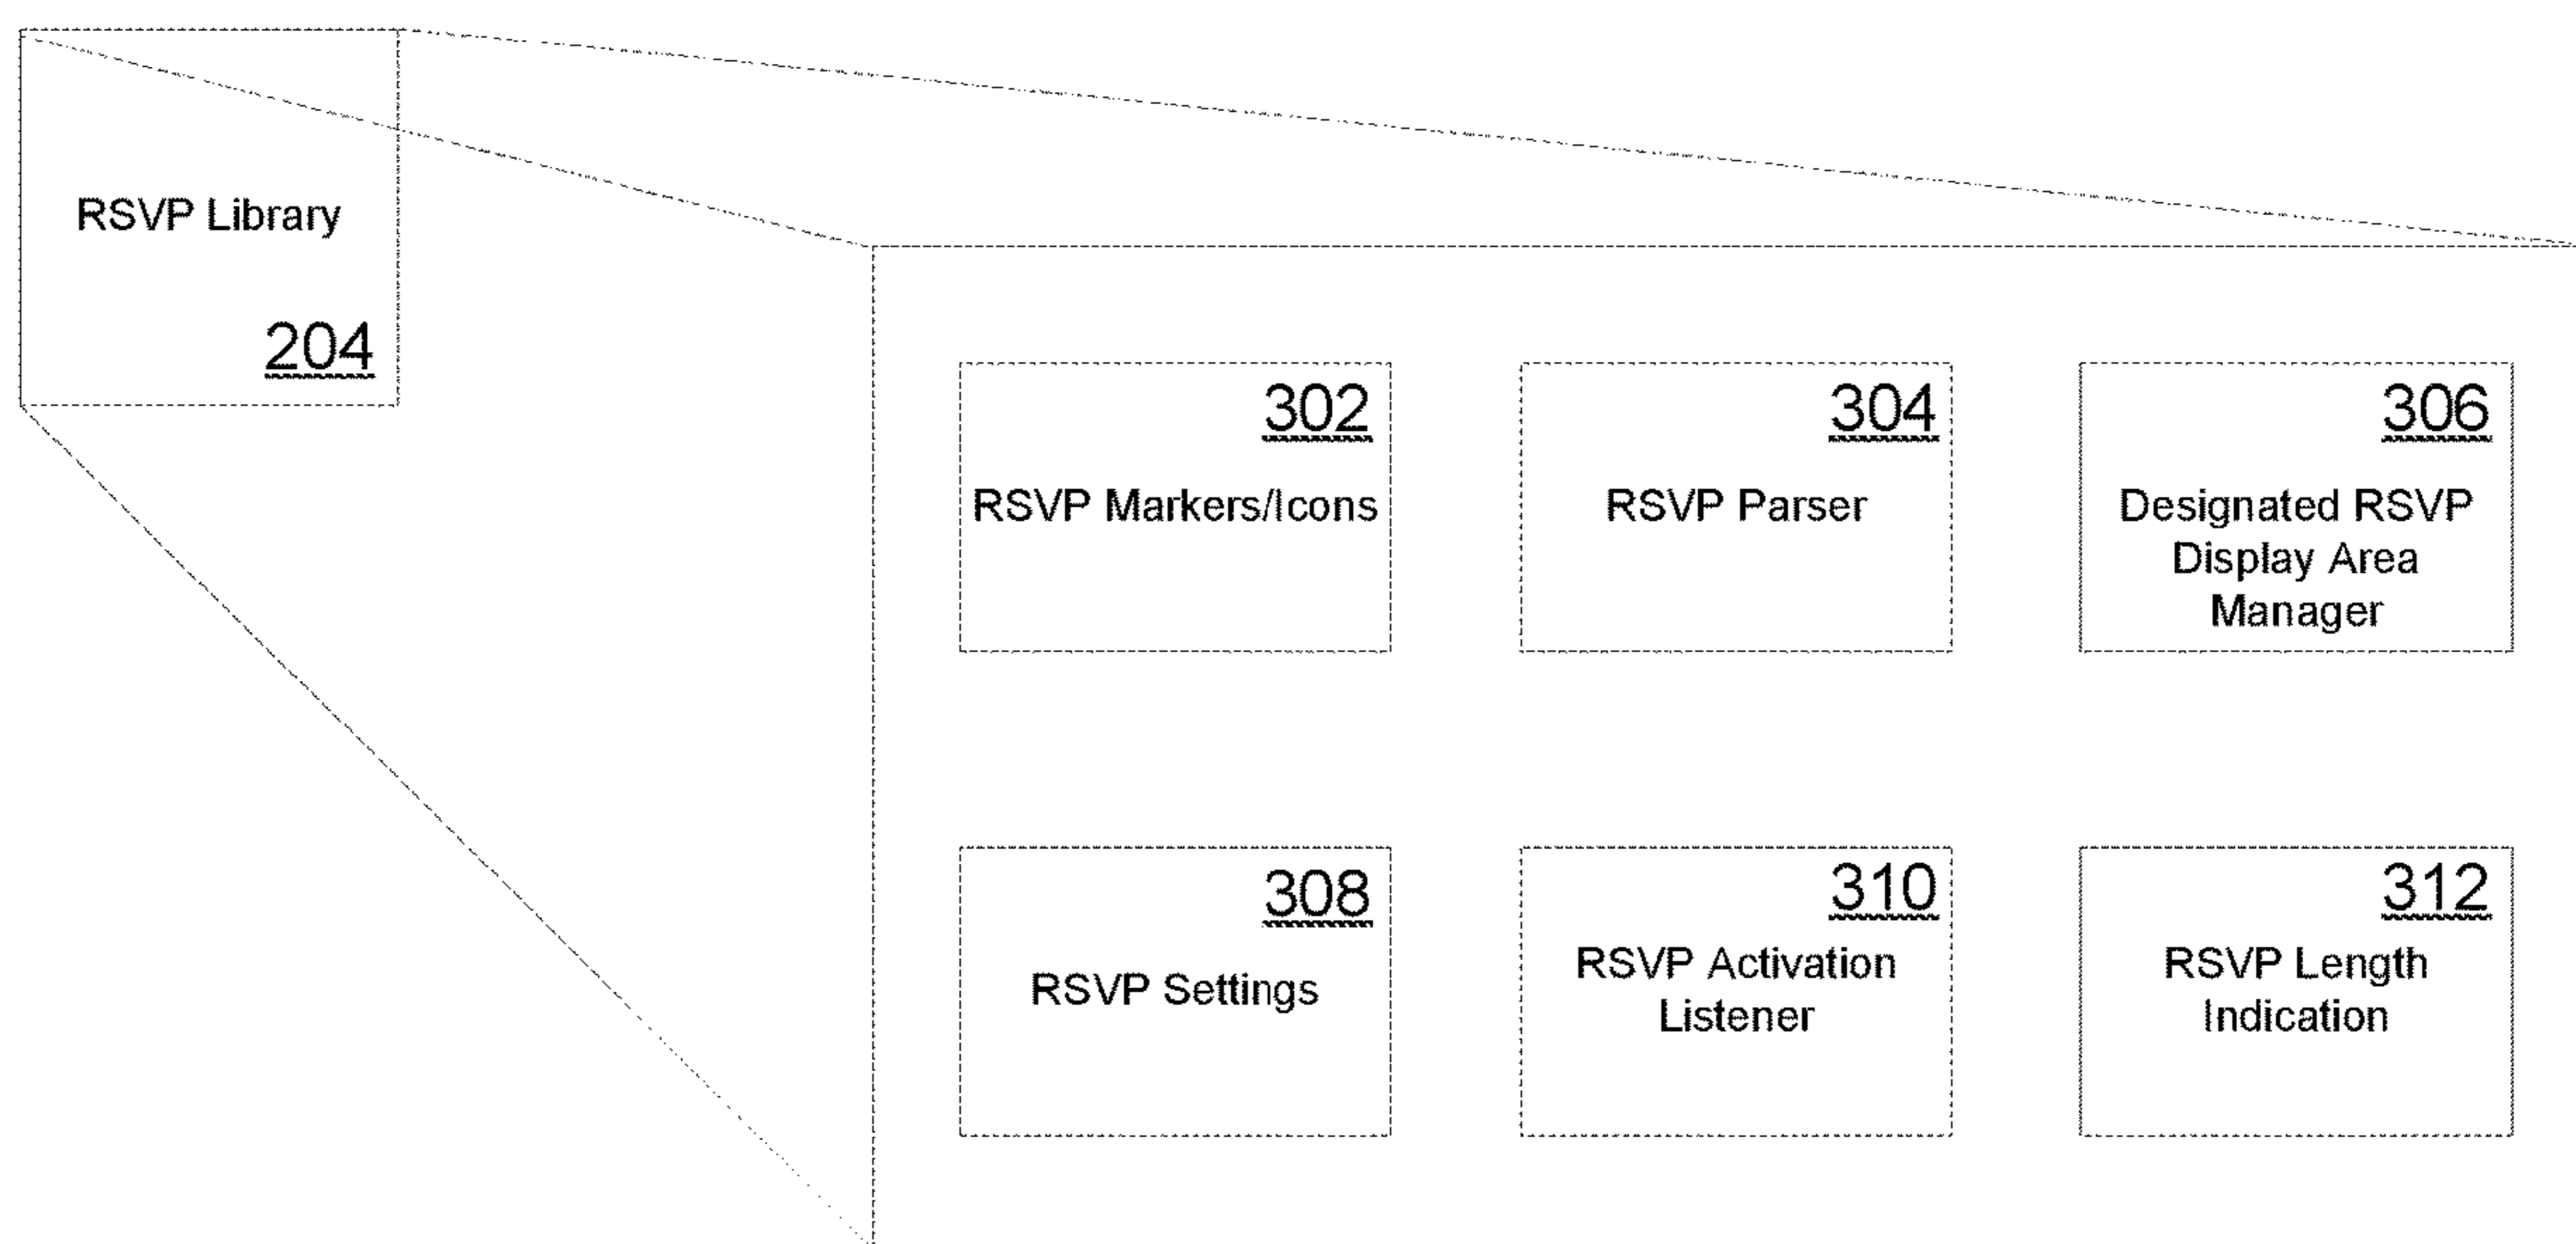 RSVP Library
204
302
RSVP Markers/Icons
304
RSVP Parser
306
Designated RSVP
Display Area
Manager
308
RSVP Settings
310
RSVP Activation
Listener
312
RSVP Length
Indication